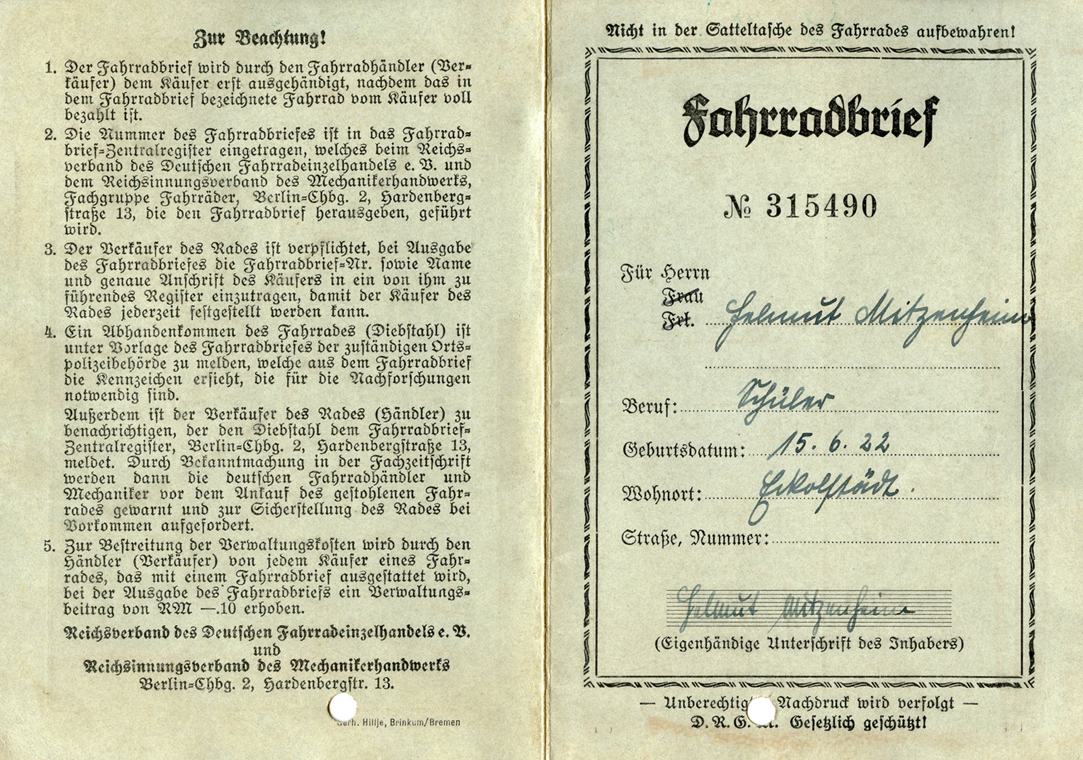 Zur Beachtung!
1. Der Fahrradbrief wird durch den Fahrradhändler (Ver-
käufer) dem Käufer erst ausgehändigt, nachdem das in
dem Fahrradbrief bezeichnete Fahrrad vom Käufer voll
bezahlt ist.
2. Die Nummer des Fahrradbriefes ist in das Fahrrad-
brief-Zentralregister eingetragen, welches beim Reichs-
verband des Deutschen Fahrradeinzelhandels e. V. und
dem Reichsinnungsverband des Mechanikerhandwerks,
Fachgruppe Fahrräder, Berlin-Chbg. 2, Hardenberg-
straße 13, die den Fahrradbrief herausgeben, geführt
wird.
3. Der Verkäufer des Rades ist verpflichtet, bei Ausgabe
des Fahrradbriefes die Fahrradbrief-Nr. sowie Name
und genaue Anschrift des Käufers in ein von ihm zu
führendes Register einzutragen, damit der Käufer des
Rades jederzeit festgestellt werden kann.
4. Ein Abhandenkommen des Fahrrades (Diebstahl) ist
unter Vorlage des Fahrradbriefes der zuständigen Orts-
polizeibehörde zu melden, welche aus dem Fahrradbrief
die Kennzeichen ersieht, die für die Nachforschungen
notwendig sind.
Außerdem ist der Verkäufer des Rades (Händler) zu
benachrichtigen, der den Diebstahl dem Fahrradbrief-
Zentralregister, Berlin-Chbg. 2, Hardenbergstraße 13,
meldet. Durch Bekanntmachung in der Fachzeitschrift
werden dann die deutschen Fahrradhändler und
Mechaniker vor dem Ankauf des gestohlenen Fahr-
rades gewarnt und zur Sicherstellung des Rades bei
Vorkommen aufgefordert.
5. Zur Bestreitung der Verwaltungskosten wird durch den
Händler (Verkäufer) von jedem Käufer eines Fahr-
rades, das mit einem Fahrradbrief ausgestattet wird,
bei der Ausgabe des Fahrradbriefs ein Verwaltungs-
beitrag von RM —.10 erhoben.
Reichsverband des Deutschen Fahrradeinzelhandels e. V.
und
Reichsinnungsverband des Mechanikerhandwerks
Berlin-Chbg. 2, Hardenbergstr. 13.
Hillje, Brinkum/Bremen
Nicht in der Satteltasche des Fahrrades aufbewahren!
Fahrradbrief
№ 315490
Für Herrn
Frau
Frl. Helmut Mitzenheim
Beruf: Schüler
Geburtsdatum: 15. 6. 22
Wohnort: Eckolstädt.
Straße, Nummer:
Helmut Mitzenheim
(Eigenhändige Unterschrift des Inhabers)
— Unberechtigt Nachdruck wird verfolgt —
D. R. G. M. Gesetzlich geschützt!